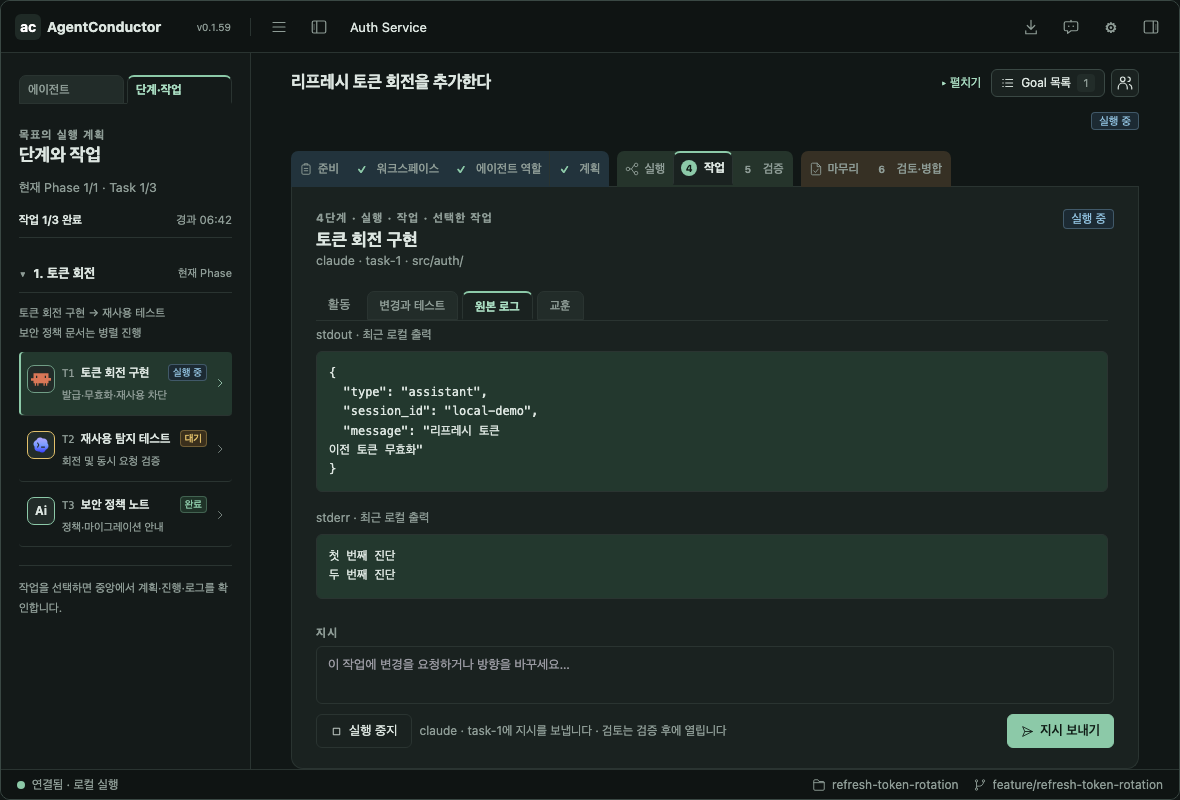 ac AgentConductor v0.1.59 Auth Service
에이전트 단계·작업
목표의 실행 계획
단계와 작업
현재 Phase 1/1 · Task 1/3
작업 1/3 완료 경과 06:42
1. 토큰 회전 현재 Phase
토큰 회전 구현 → 재사용 테스트
보안 정책 문서는 병렬 진행
T1 토큰 회전 구현 실행 중
발급·무효화·재사용 차단
T2 재사용 탐지 테스트 대기
회전 및 동시 요청 검증
Ai T3 보안 정책 노트 완료
정책·마이그레이션 안내
작업을 선택하면 중앙에서 계획·진행·로그를 확
인합니다.
리프레시 토큰 회전을 추가한다 펼치기 Goal 목록 1
실행 중
준비 워크스페이스 에이전트 역할 계획 실행 4 작업 5 검증 마무리 6 검토·병합
4단계 · 실행 · 작업 · 선택한 작업 실행 중
토큰 회전 구현
claude · task-1 · src/auth/
활동 변경과 테스트 원본 로그 교훈
stdout · 최근 로컬 출력
{
"type": "assistant",
"session_id": "local-demo",
"message": "리프레시 토큰
이전 토큰 무효화"
}
stderr · 최근 로컬 출력
첫 번째 진단
두 번째 진단
지시
이 작업에 변경을 요청하거나 방향을 바꾸세요...
실행 중지 claude · task-1에 지시를 보냅니다 · 검토는 검증 후에 열립니다 지시 보내기
연결됨 · 로컬 실행 refresh-token-rotation feature/refresh-token-rotation